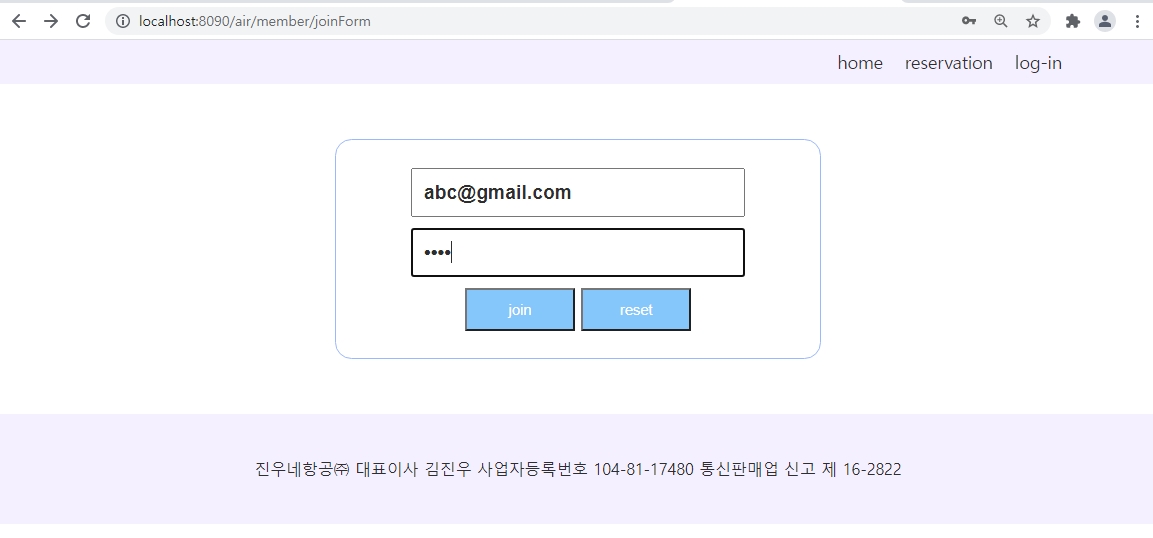 localhost:8090/air/member/joinForm
home reservation log-in
abc@gmail.com
••••
join reset
진우네항공㈜ 대표이사 김진우 사업자등록번호 104-81-17480 통신판매업 신고 제 16-2822